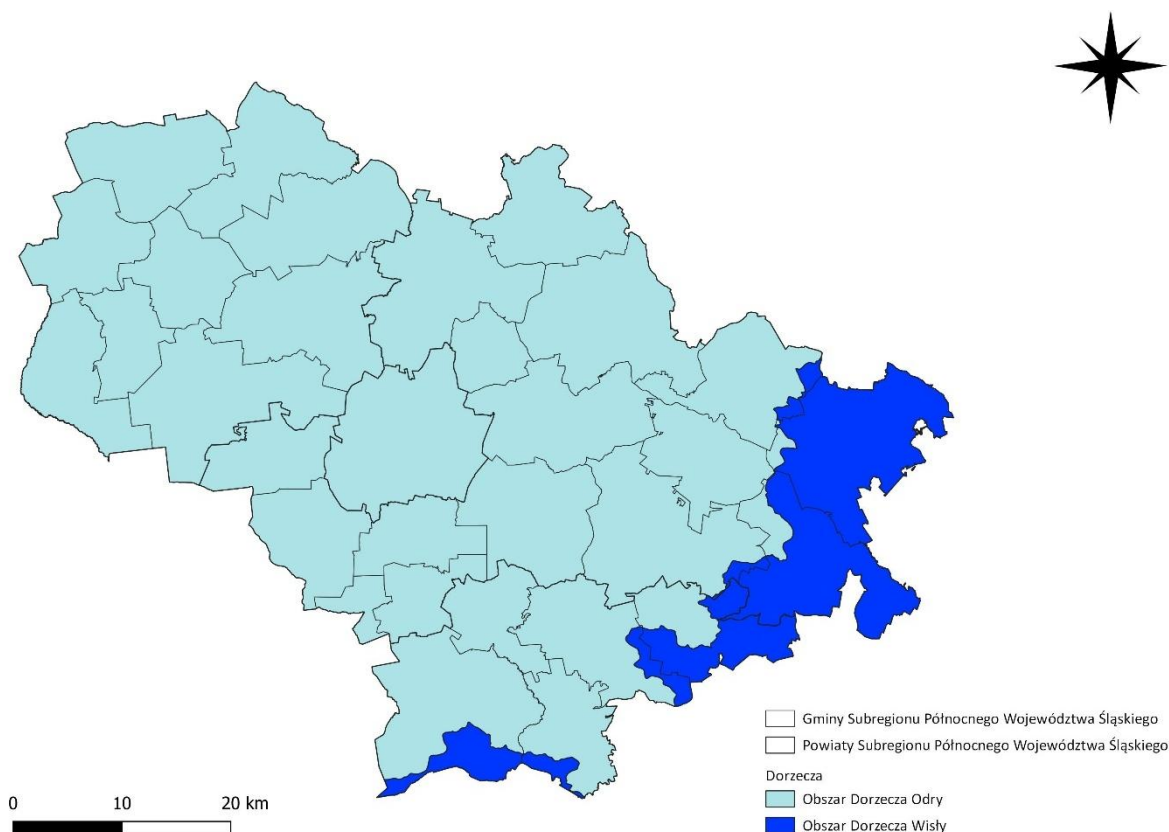 Gminy Subregionu Północnego Województwa Śląskiego
Powiaty Subregionu Północnego Województwa Śląskiego
Dorzecza
Obszar Dorzecza Odry
Obszar Dorzecza Wisły
0 10 20 km